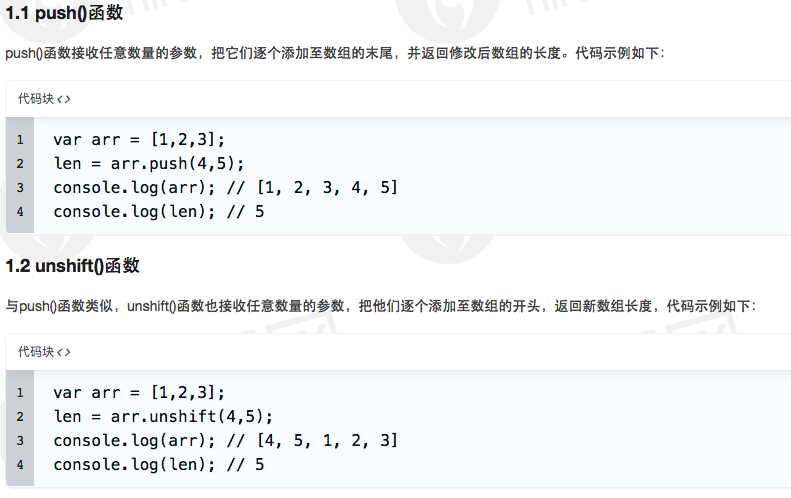 1.1 push()函数
push()函数接收任意数量的参数，把它们逐个添加至数组的末尾，并返回修改后数组的长度。代码示例如下：
代码块<>
1 var arr = [1,2,3];
2 len = arr.push(4,5);
3 console.log(arr); // [1, 2, 3, 4, 5]
4 console.log(len); // 5
1.2 unshift()函数
与push()函数类似，unshift()函数也接收任意数量的参数，把他们逐个添加至数组的开头，返回新数组长度，代码示例如下：
代码块<>
1 var arr = [1,2,3];
2 len = arr.unshift(4,5);
3 console.log(arr); // [4, 5, 1, 2, 3]
4 console.log(len); // 5